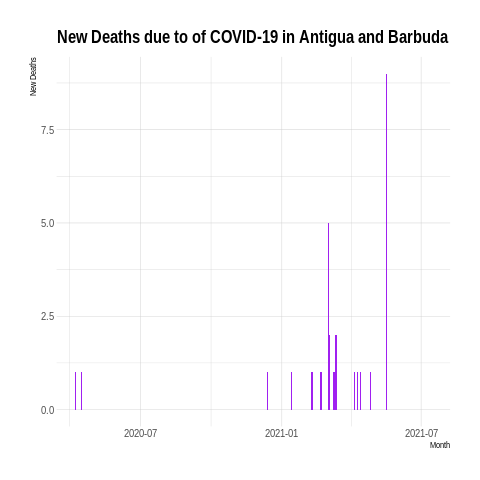 New Deaths due to of COVID-19 in Antigua and Barbuda
New Deaths
7.5
5.0
2.5
0.0
2020-07
2021-01
2021-07
Month